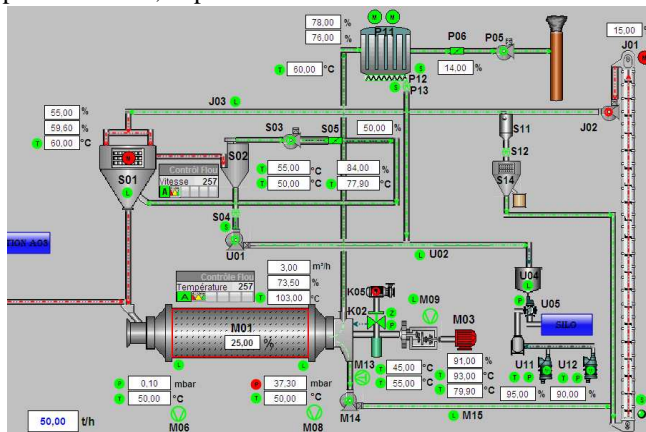 78,00 %
76,00 %
P11
M M
P06
P05
15,00 %
J01
T 60,00 °C
14,00 %
P12
P13
J03
L
55,00 %
59,60 %
T 60,00 °C
S03
S05
50,00 %
S02
S11
J02
S12
S14
S01
L
Contrôl Flou
Vitesse 257
A
T 55,00 °C
T 50,00 °C
84,00 %
T 77,90 °C
S04
S
U01
U02
L
Contrôle Flou
Température 257
A
3,00 m³/h
73,50 %
T 103,00 °C
K05
K02
M09
M03
U04
U05
SILO
M01
25,00 %
U11
U12
T P
T P
95,00 %
90,00 %
M13
T 45,00 °C
T 55,00 °C
91,00 %
T 93,00 °C
T 79,90 °C
P 0,10 mbar
T 50,00 °C
M06
P 37,30 mbar
T 50,00 °C
M08
M14
M15
L
50,00 t/h